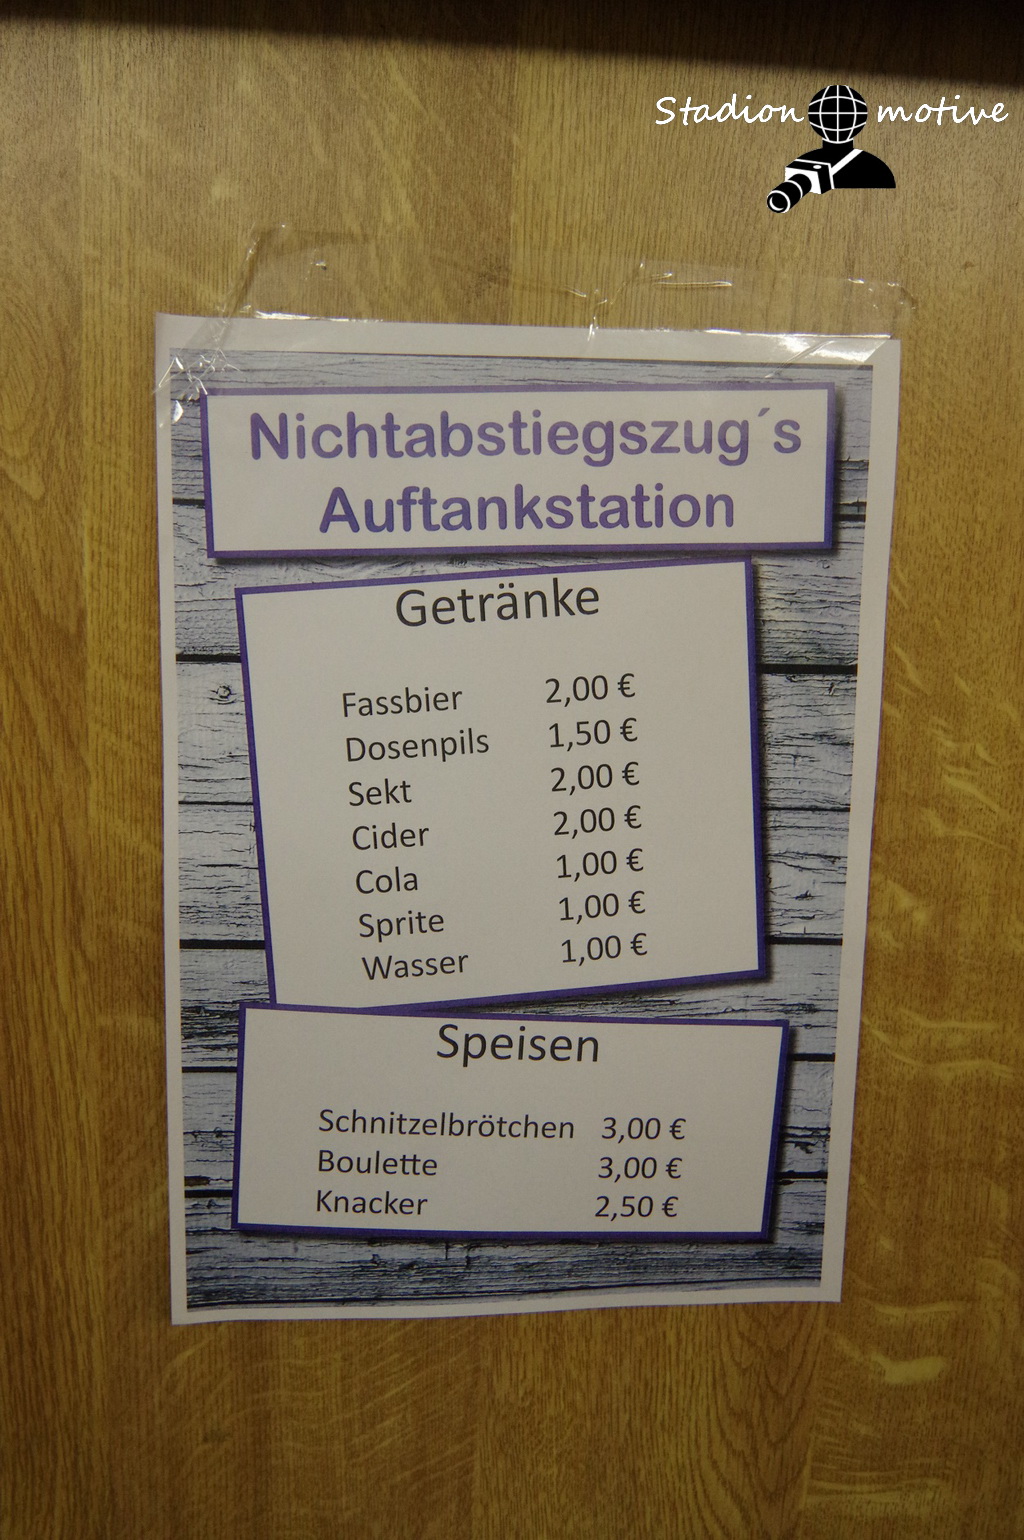 Stadion motive
Nichtabstiegszug´s
Auftankstation
Getränke
Fassbier 2,00 €
Dosenpils 1,50 €
Sekt 2,00 €
Cider 2,00 €
Cola 1,00 €
Sprite 1,00 €
Wasser 1,00 €
Speisen
Schnitzelbrötchen 3,00 €
Boulette 3,00 €
Knacker 2,50 €